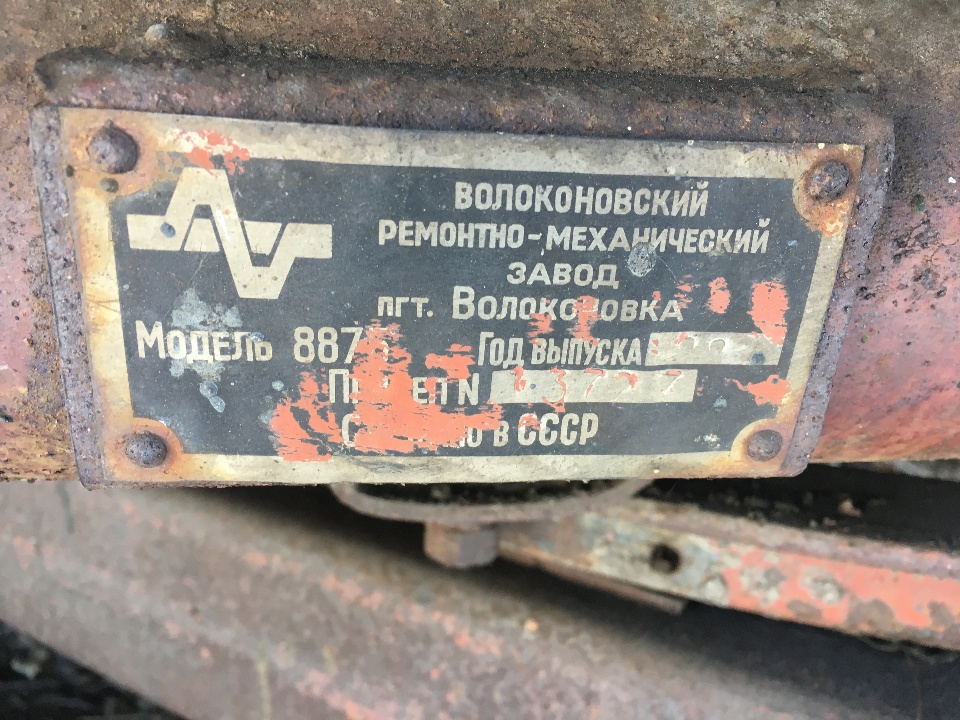 ВОЛОКОНОВСКИЙ
РЕМОНТНО-МЕХАНИЧЕСКИЙ
ЗАВОД
ПГТ. ВОЛОКОНОВКА
МОДЕЛЬ ГОД ВЫПУСКА
N
В СССР